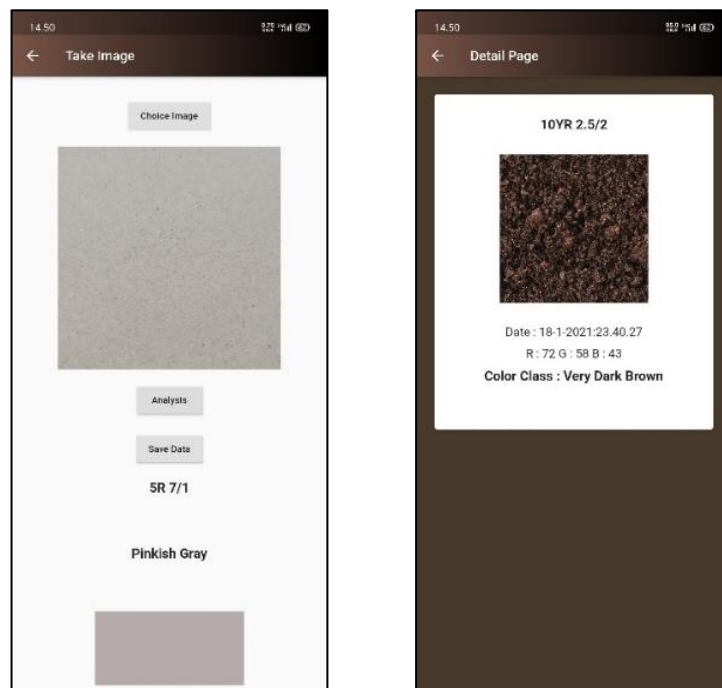 14.50
Take Image
Choice Image
Analysis
Save Data
5R 7/1
Pinkish Gray
14.50
Detail Page
10YR 2.5/2
Date : 18-1-2021:23.40.27
R : 72 G : 58 B : 43
Color Class : Very Dark Brown